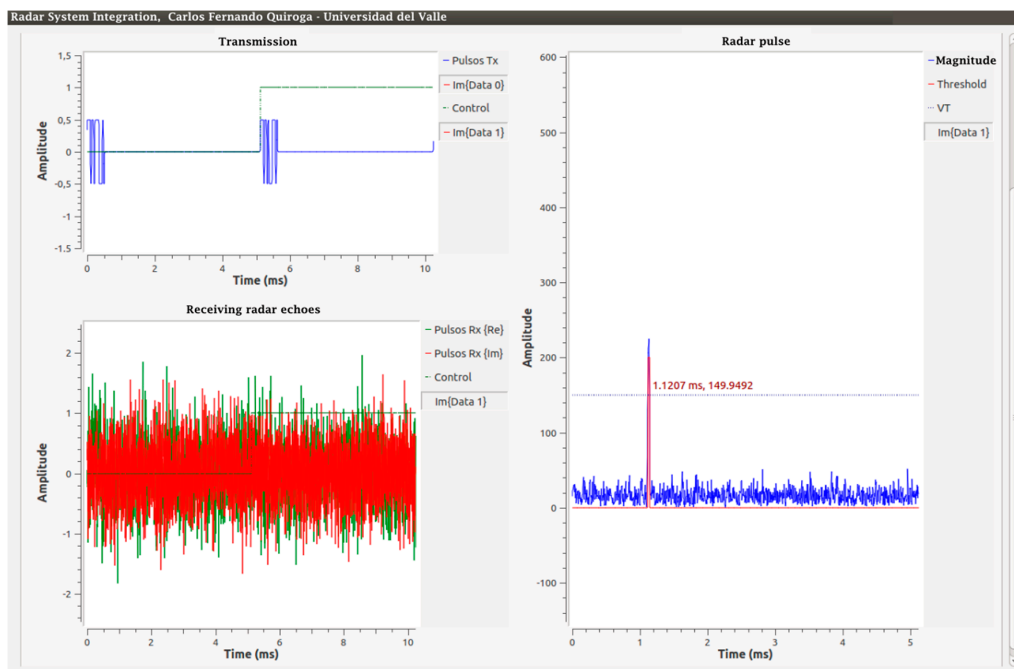 Radar System Integration, Carlos Fernando Quiroga - Universidad del Valle
Transmission
1,5
1
0,5
0
-0,5
-1
-1.5
Amplitude
0 2 4 6 8 10
Time (ms)
Pulsos Tx
Im{Data 0}
Control
Im{Data 1}
Receiving radar echoes
2
1
0
-1
-2
Amplitude
0 2 4 6 8 10
Time (ms)
Pulsos Rx {Re}
Pulsos Rx {Im}
Control
Im{Data 1}
Radar pulse
600
500
400
300
200
100
0
-100
Amplitude
1.1207 ms, 149.9492
0 1 2 3 4 5
Time (ms)
Magnitude
Threshold
VT
Im{Data 1}